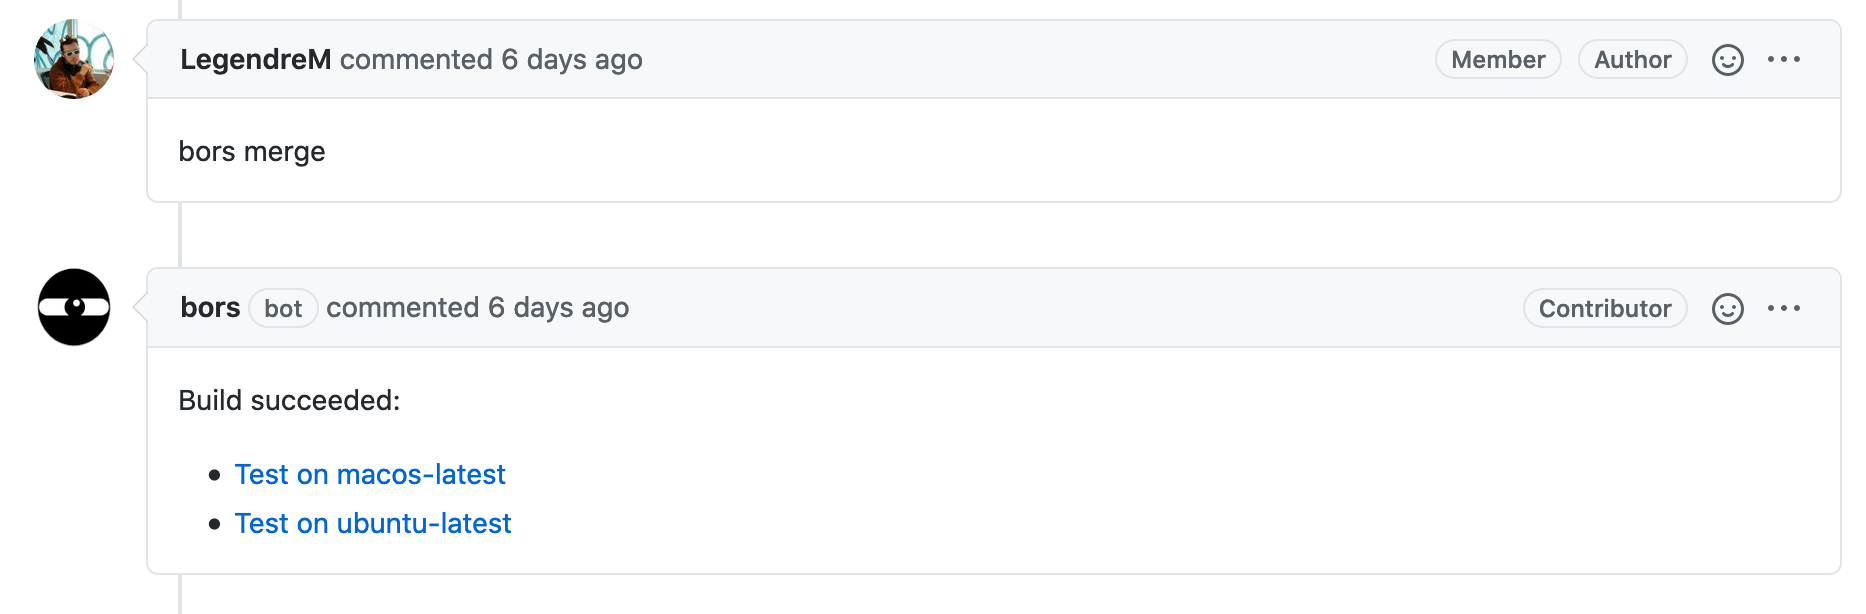 LegendreM commented 6 days ago Member Author
bors merge
bors bot commented 6 days ago Contributor
Build succeeded:
Test on macos-latest
Test on ubuntu-latest